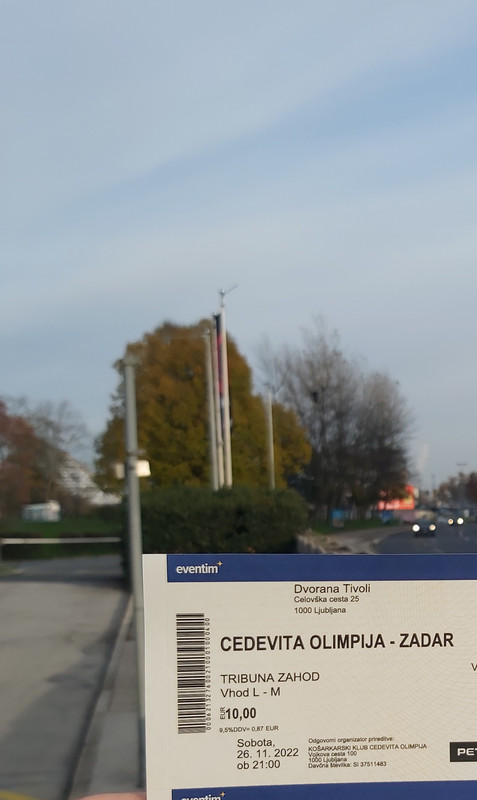 eventim
Dvorana Tivoli
Celovška cesta 25
1000 Ljubljana
CEDEVITA OLIMPIJA - ZADAR
TRIBUNA ZAHOD
Vhod L - M
EUR 10,00
9,5%DDV= 0,87 EUR
Sobota,
26. 11. 2022
ob 21:00
Odgovorni organizator prireditve:
KOŠARKARSKI KLUB CEDEVITA OLIMPIJA
Vojkova cesta 100
1000 Ljubljana
Davčna številka: SI 37511483
PET
eventim